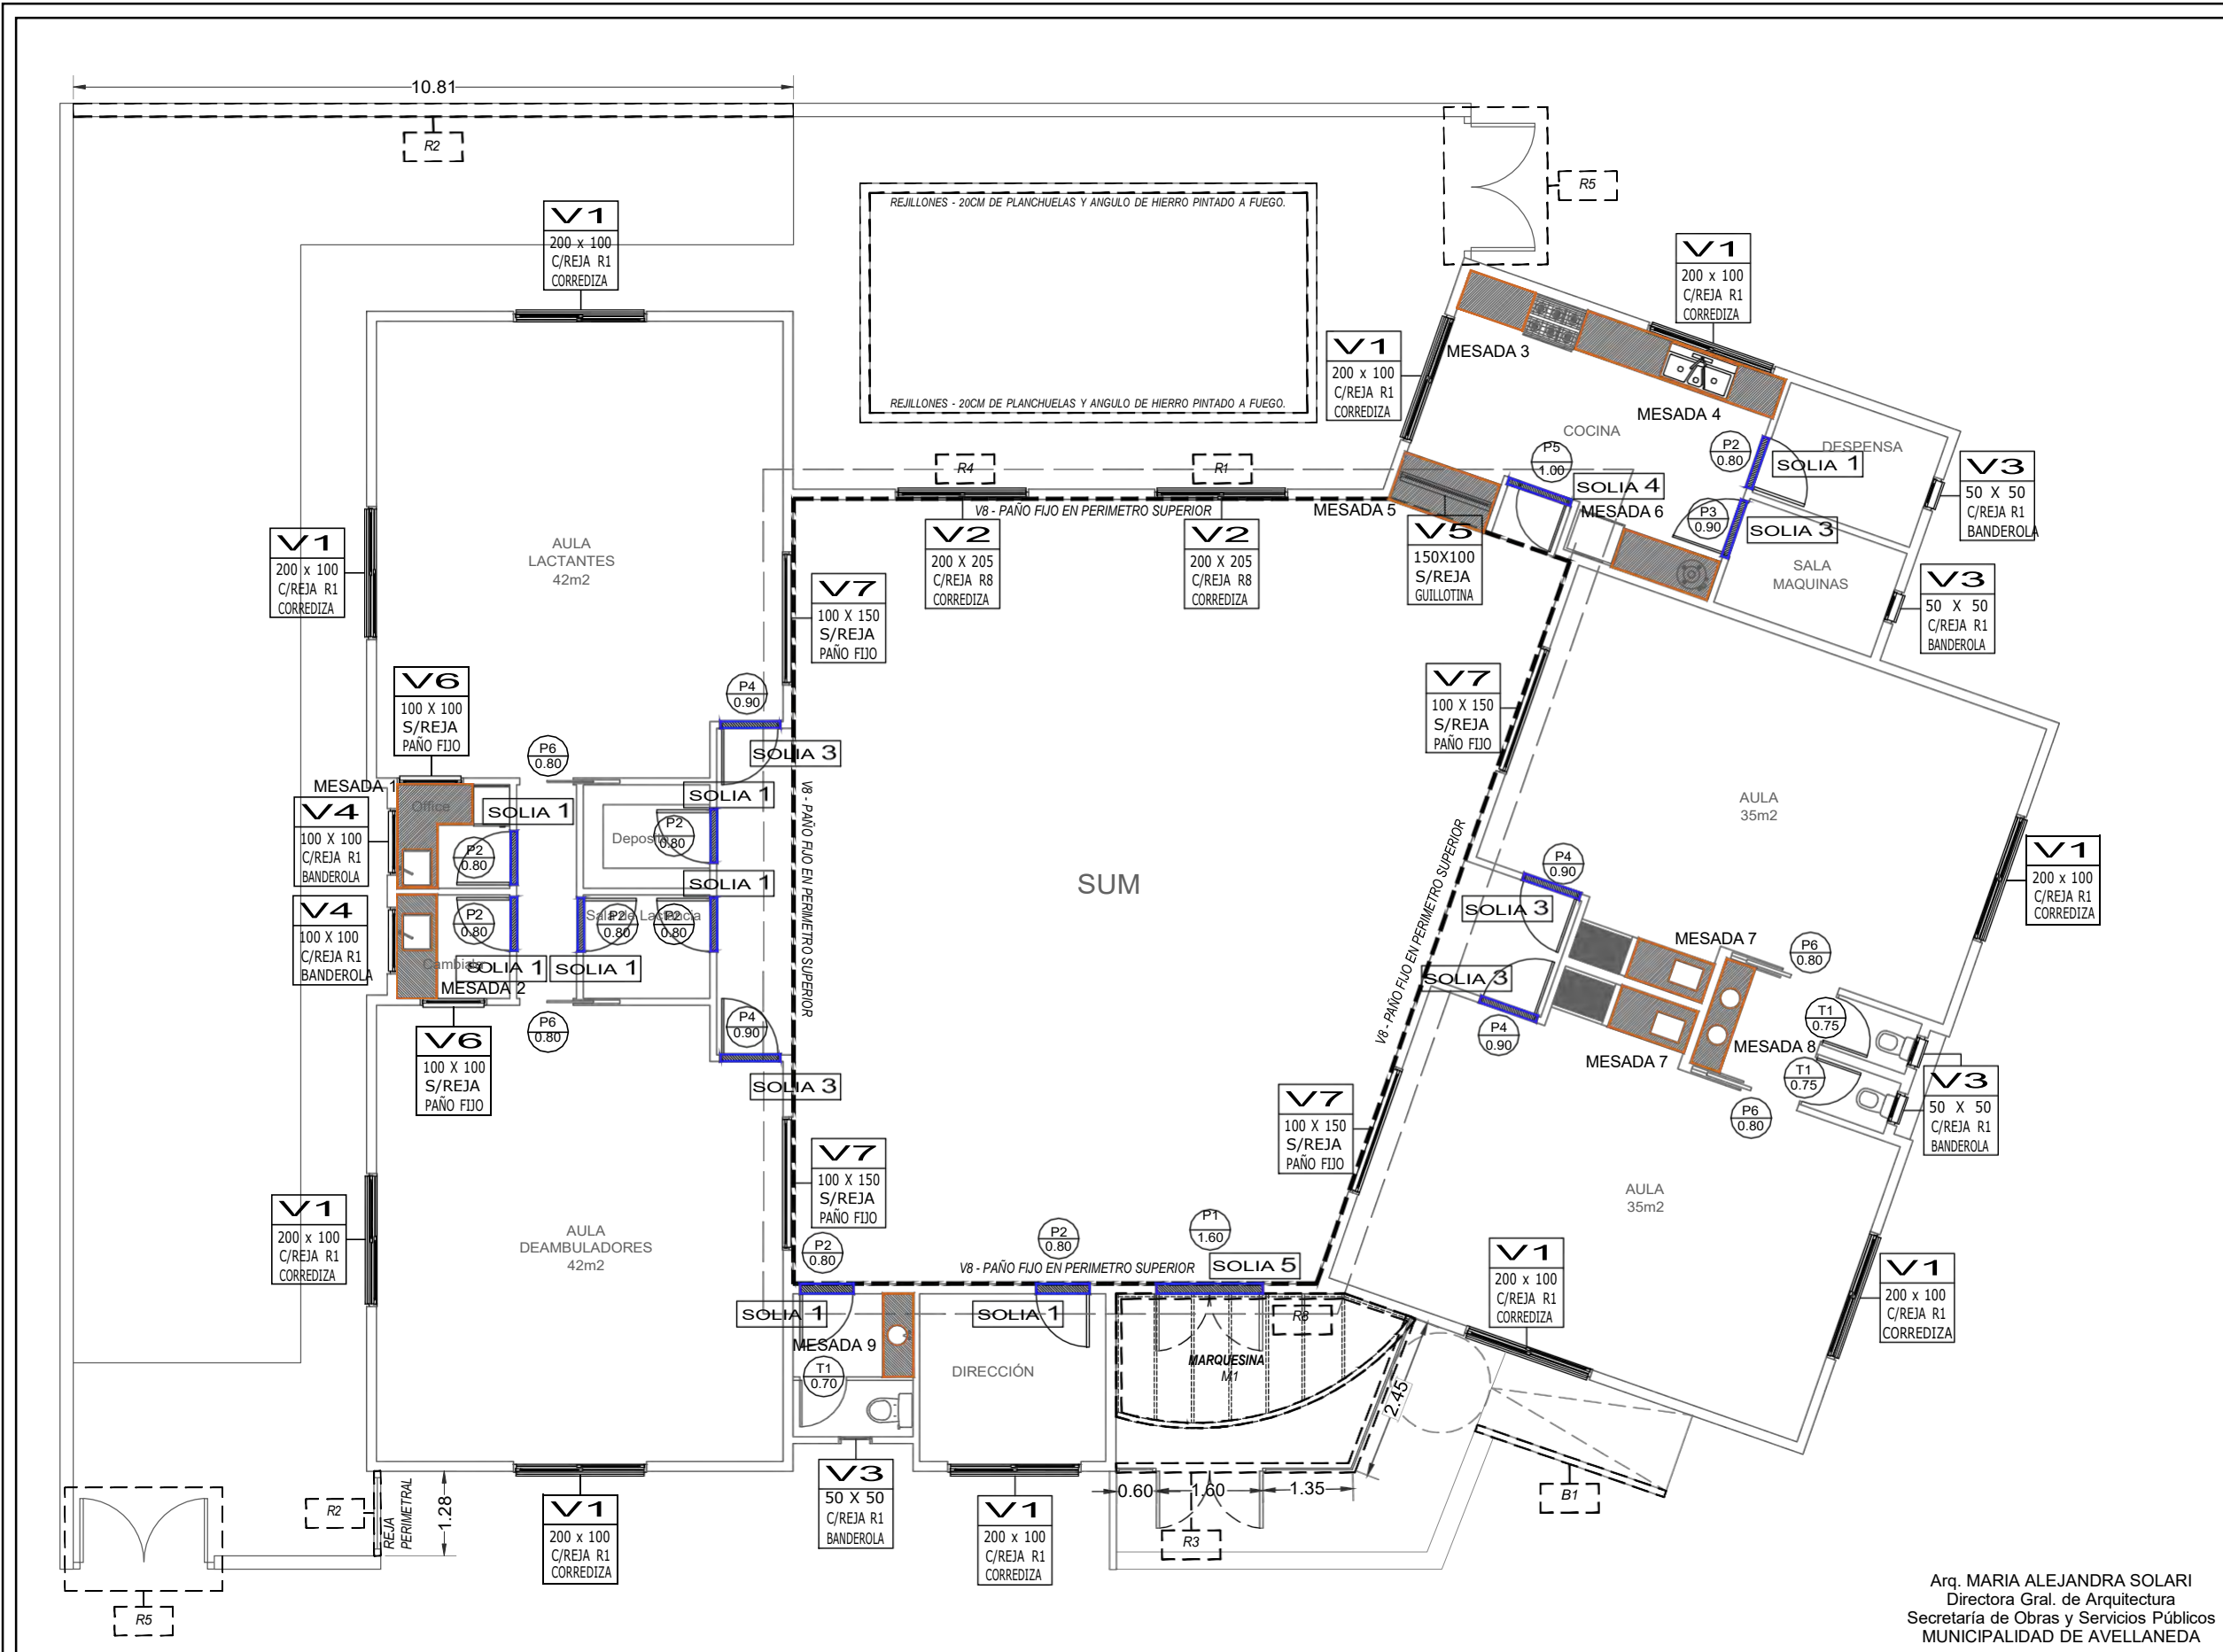 10.81
R2
R5
REJILLONES - 20CM DE PLANCHUELAS Y ANGULO DE HIERRO PINTADO A FUEGO.
REJILLONES - 20CM DE PLANCHUELAS Y ANGULO DE HIERRO PINTADO A FUEGO.
V1
200 x 100
C/REJA R1
CORREDIZA
V1
200 x 100
C/REJA R1
CORREDIZA
V1
200 x 100
C/REJA R1
CORREDIZA
MESADA 3
MESADA 4
COCINA
P5
1.00
P2
0.80
DESPENSA
SOLIA 1
V3
50 X 50
C/REJA R1
BANDEROLA
R4
R1
V8 - PAÑO FIJO EN PERIMETRO SUPERIOR
MESADA 5
SOLIA 4
MESADA 6
P3
0.90
SOLIA 3
V2
200 X 205
C/REJA R8
CORREDIZA
V2
200 X 205
C/REJA R8
CORREDIZA
V5
150X100
S/REJA
GUILLOTINA
SALA
MAQUINAS
V3
50 X 50
C/REJA R1
BANDEROLA
V1
200 x 100
C/REJA R1
CORREDIZA
AULA
LACTANTES
42m2
V7
100 X 150
S/REJA
PAÑO FIJO
V7
100 X 150
S/REJA
PAÑO FIJO
V6
100 X 100
S/REJA
PAÑO FIJO
P4
0.90
P6
0.80
SOLIA 3
MESADA 1
Office
SOLIA 1
SOLIA 1
V4
100 X 100
C/REJA R1
BANDEROLA
P2
0.80
Deposito
P2
0.80
V8 - PAÑO FIJO EN PERIMETRO SUPERIOR
SUM
V8 - PAÑO FIJO EN PERIMETRO SUPERIOR
AULA
35m2
V1
200 x 100
C/REJA R1
CORREDIZA
P4
0.90
SOLIA 3
SOLIA 1
V4
100 X 100
C/REJA R1
BANDEROLA
P2
0.80
Sala de Lactancia
P2
0.80
P2
0.80
Cambiado
SOLIA 1
SOLIA 1
MESADA 2
MESADA 7
P6
0.80
SOLIA 3
P4
0.90
P6
0.80
P4
0.90
MESADA 7
MESADA 8
T1
0.75
T1
0.75
V6
100 X 100
S/REJA
PAÑO FIJO
SOLIA 3
V7
100 X 150
S/REJA
PAÑO FIJO
P6
0.80
V3
50 X 50
C/REJA R1
BANDEROLA
V7
100 X 150
S/REJA
PAÑO FIJO
AULA
35m2
V1
200 x 100
C/REJA R1
CORREDIZA
AULA
DEAMBULADORES
42m2
P2
0.80
P2
0.80
P1
1.60
V8 - PAÑO FIJO EN PERIMETRO SUPERIOR
SOLIA 5
V1
200 x 100
C/REJA R1
CORREDIZA
V1
200 x 100
C/REJA R1
CORREDIZA
SOLIA 1
SOLIA 1
R8
MESADA 9
T1
0.70
DIRECCIÓN
MARQUESINA
M1
2.45
V3
50 X 50
C/REJA R1
BANDEROLA
R2
REJA
PERIMETRAL
1.28
V1
200 x 100
C/REJA R1
CORREDIZA
V1
200 x 100
C/REJA R1
CORREDIZA
0.60
1.60
1.35
R3
B1
R5
Arq. MARIA ALEJANDRA SOLARI
Directora Gral. de Arquitectura
Secretaría de Obras y Servicios Públicos
MUNICIPALIDAD DE AVELLANEDA